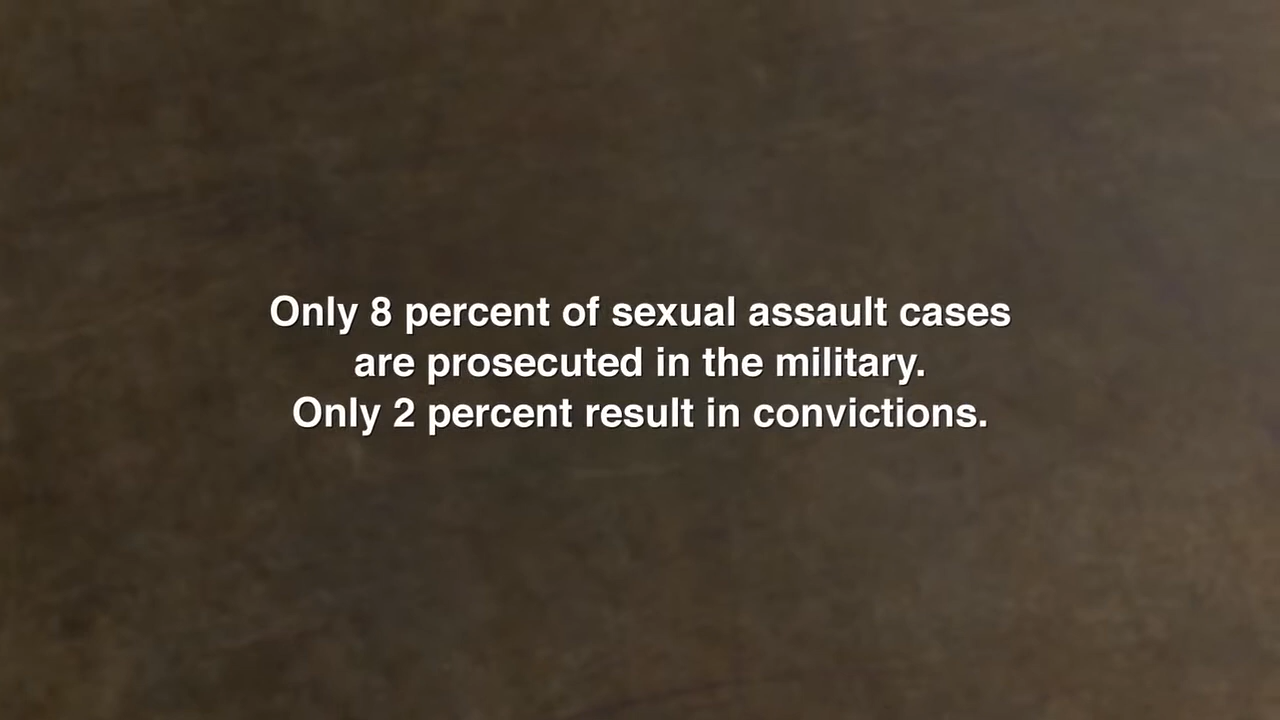 Only 8 percent of sexual assault cases
are prosecuted in the military.
Only 2 percent result in convictions.